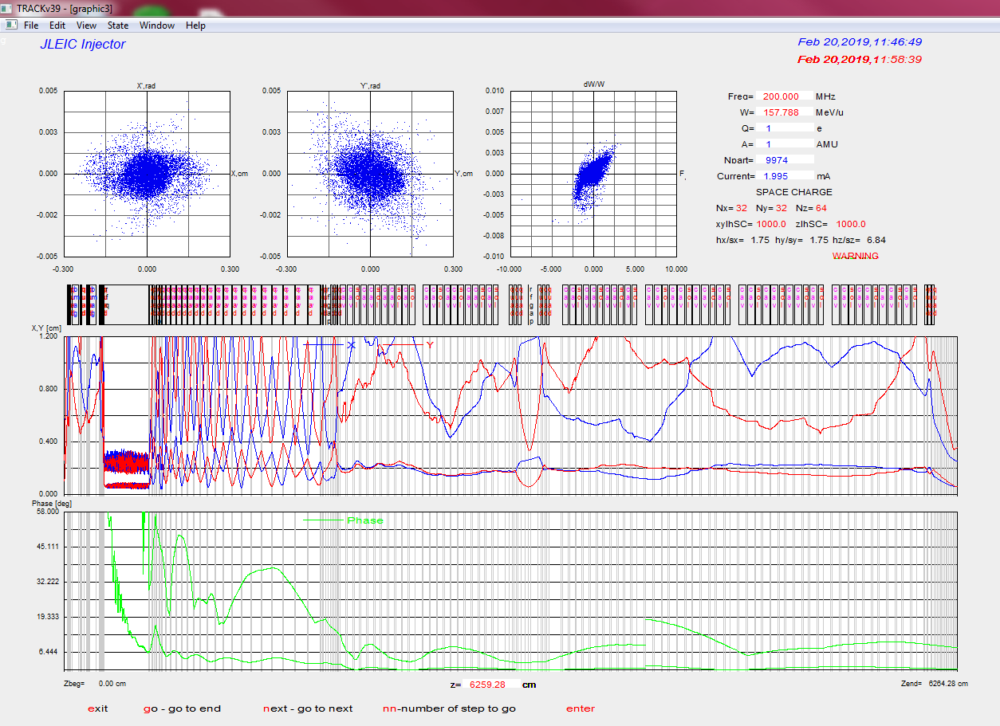 TRACKv39 - [graphic3]
File Edit View State Window Help
JLEIC Injector
Feb 20,2019,11:46:49
Feb 20,2019,11:58:39
X',rad
Y',rad
dW/W
0.005
0.003
0.000
-0.002
-0.005
-0.300
0.000
0.300
X,cm
0.005
0.003
0.000
-0.002
-0.005
-0.300
0.000
0.300
Y,cm
0.010
0.007
0.005
0.003
0.000
-0.003
-0.005
-0.008
-0.010
-10.000
-5.000
0.000
5.000
10.000
F,
Freq= 200.000 MHz
W= 157.788 MeV/u
Q= 1 e
A= 1 AMU
Npart= 9974
Current= 1.995 mA
SPACE CHARGE
Nx= 32 Ny= 32 Nz= 64
xylhSC= 1000.0 zlhSC= 1000.0
hx/sx= 1.75 hy/sy= 1.75 hz/sz= 6.84
WARNING
X,Y [cm]
1.200
0.800
0.400
0.000
X
Y
Phase [deg]
58.000
45.111
32.222
19.333
6.444
Phase
Zbeg= 0.00 cm
z= 6259.28 cm
Zend= 6264.28 cm
exit
go - go to end
next - go to next
nn-number of step to go
enter